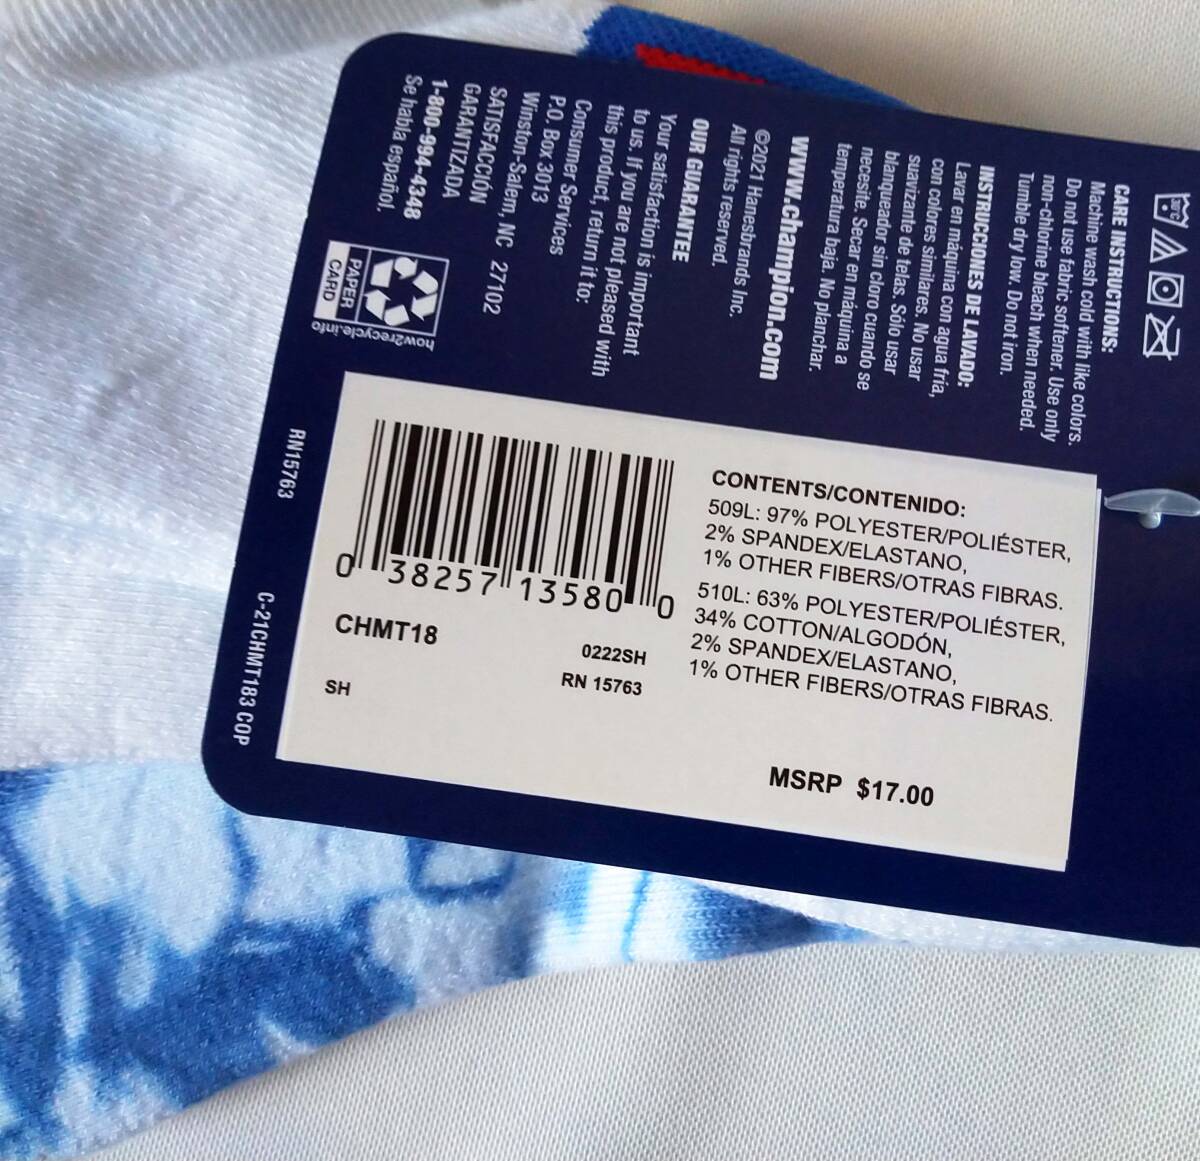 30°C
CARE INSTRUCTIONS:
Machine wash cold with like colors.
Do not use fabric softener. Use only
non-chlorine bleach when needed.
Tumble dry low. Do not iron.
INSTRUCCIONES DE LAVADO:
Lavar en máquina con agua fría,
con colores similares. No usar
suavizante de telas. Sólo usar
blanqueador sin cloro cuando se
necesite. Secar en máquina a
temperatura baja. No planchar.
www.champion.com
©2021 Hanesbrands Inc.
All rights reserved.
OUR GUARANTEE
Your satisfaction is important
to us. If you are not pleased with
this product, return it to:
Consumer Services
P.O. Box 3013
Winston-Salem, NC 27102
SATISFACCIÓN
GARANTIZADA
1-800-994-4348
Se habla español.
how2recycle.info
PAPER
CARD
RN15763
C-21CHMT183 COP
0 38257 13580 0
CHMT18
0222SH
SH
RN 15763
CONTENTS/CONTENIDO:
509L: 97% POLYESTER/POLIÉSTER,
2% SPANDEX/ELASTANO,
1% OTHER FIBERS/OTRAS FIBRAS.
510L: 63% POLYESTER/POLIÉSTER,
34% COTTON/ALGODÓN,
2% SPANDEX/ELASTANO,
1% OTHER FIBERS/OTRAS FIBRAS.
MSRP $17.00